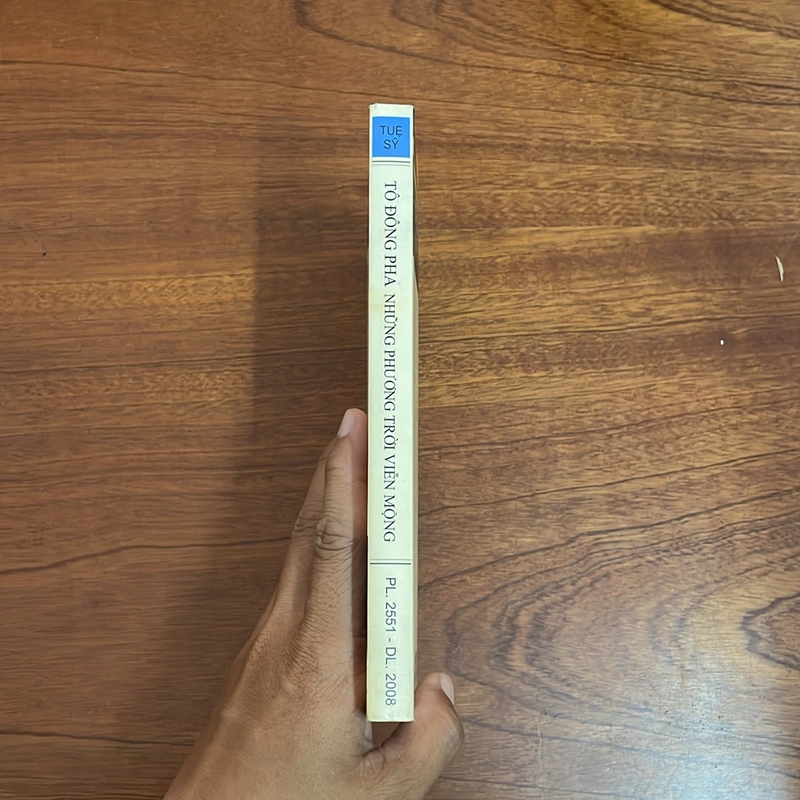 TUỆ
SỸ
TÔ ĐÔNG PHA NHỮNG PHƯƠNG TRỜI VIỄN MỘNG
PL. 2551 - DL. 2008